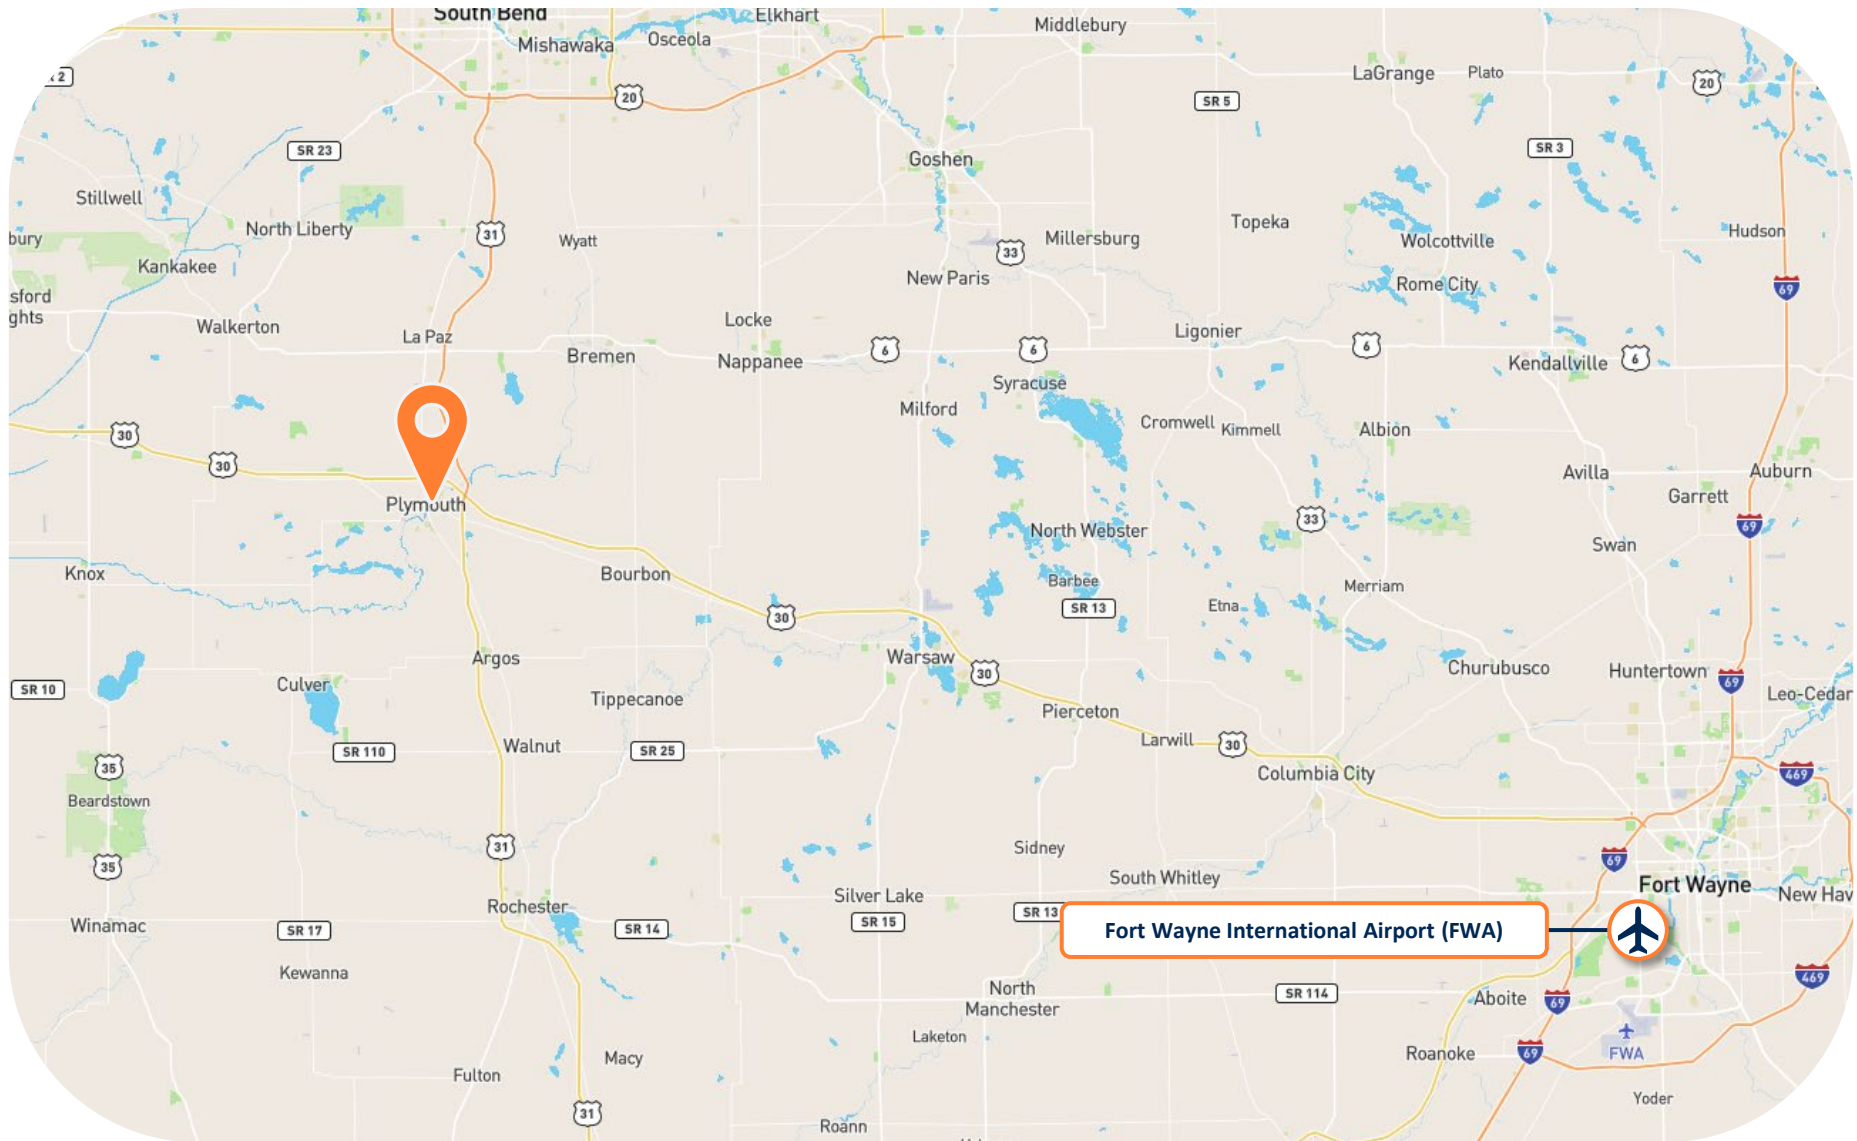 South Bend
Elkhart
Middlebury
Mishawaka
Osceola
LaGrange
Plato
2
20
SR 5
20
SR 23
SR 3
Goshen
Stillwell
North Liberty
31
Wyatt
Topeka
Millersburg
Wolcottville
Hudson
bury
33
Kankakee
New Paris
Rome City
69
sford
ghts
Walkerton
La Paz
Locke
Ligonier
Bremen
Nappanee
6
6
6
Kendallville
6
Syracuse
Milford
Cromwell
Kimmell
Albion
30
30
Avilla
Auburn
Garrett
Plymouth
33
North Webster
69
Swan
Knox
Bourbon
Barbee
Merriam
SR 13
Etna
30
Argos
Warsaw
30
Churubusco
Huntertown
69
SR 10
Culver
Tippecanoe
Pierceton
Leo-Cedar
SR 110
Walnut
SR 25
Larwill
30
35
Columbia City
469
Beardstown
31
Sidney
69
35
South Whitley
Fort Wayne
Silver Lake
New Hav
Rochester
SR 13
Winamac
SR 17
SR 14
SR 15
Fort Wayne International Airport (FWA)
Kewanna
469
North
Manchester
SR 114
Aboite
69
Laketon
Macy
Roanoke
69
FWA
Fulton
Yoder
31
Roann